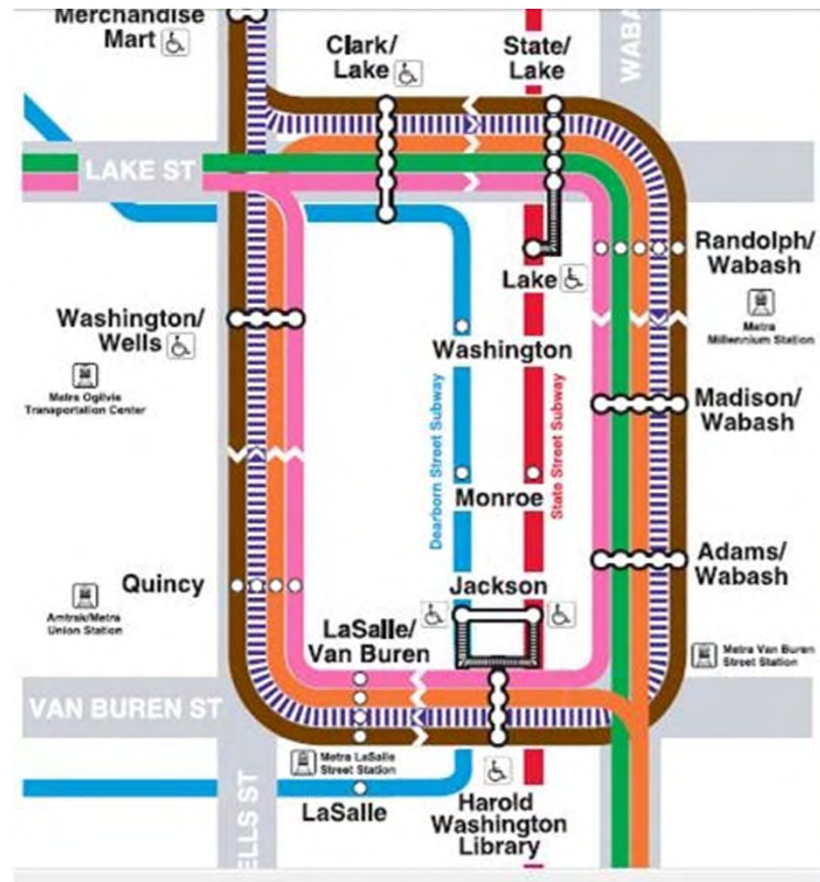 Merchandise
Mart
Clark/
Lake
State/
Lake
WABA
LAKE ST
Lake
Randolph/
Wabash
Metra
Millennium Station
Washington/
Wells
Metra Ogilvie
Transportation Center
Washington
Madison/
Wabash
Dearborn Street Subway
State Street Subway
Monroe
Quincy
Jackson
Adams/
Wabash
Amtrak/Metra
Union Station
LaSalle/
Van Buren
Metra Van Buren
Street Station
VAN BUREN ST
Metra LaSalle
Street Station
LaSalle
ELLS ST
Harold
Washington
Library